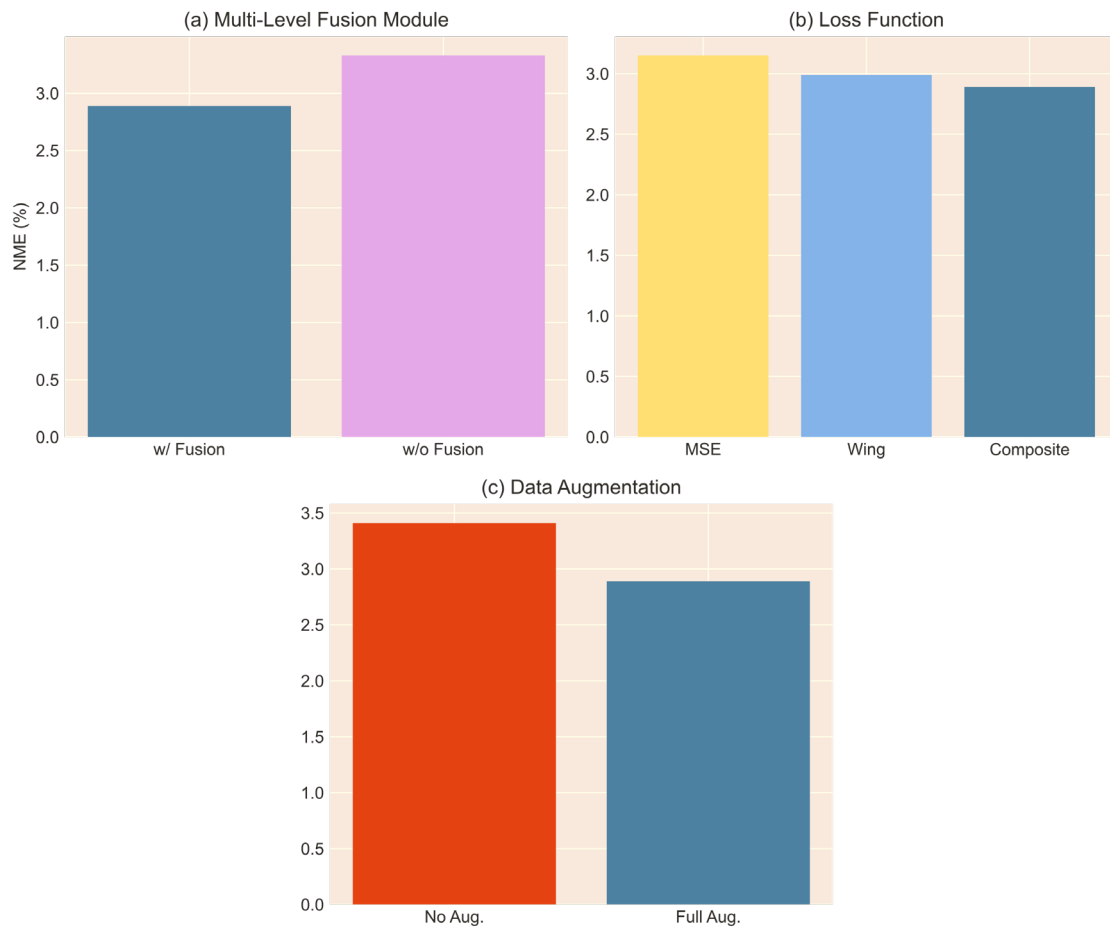 (a) Multi-Level Fusion Module
NME (%)
3.0
2.5
2.0
1.5
1.0
0.5
0.0
w/ Fusion
w/o Fusion
(b) Loss Function
3.0
2.5
2.0
1.5
1.0
0.5
0.0
MSE
Wing
Composite
(c) Data Augmentation
3.5
3.0
2.5
2.0
1.5
1.0
0.5
0.0
No Aug.
Full Aug.